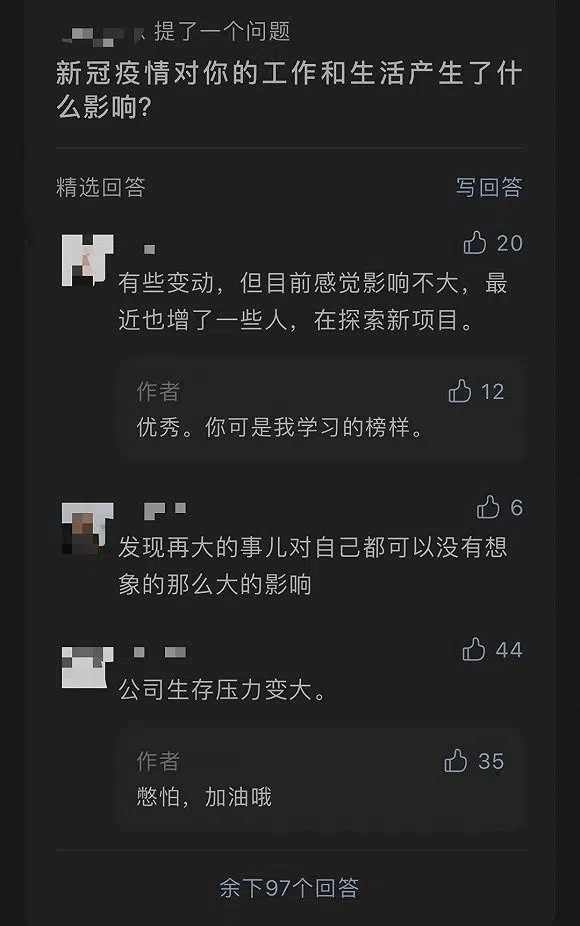 提了一个问题
新冠疫情对你的工作和生活产生了什
么影响?
精选回答
写回答
20
有些变动，但目前感觉影响不大，最
近也增了一些人，在探索新项目。
作者
12
优秀。你可是我学习的榜样。
6
发现再大的事儿对自己都可以没有想
象的那么大的影响
44
公司生存压力变大。
作者
35
憋怕，加油哦
余下97个回答